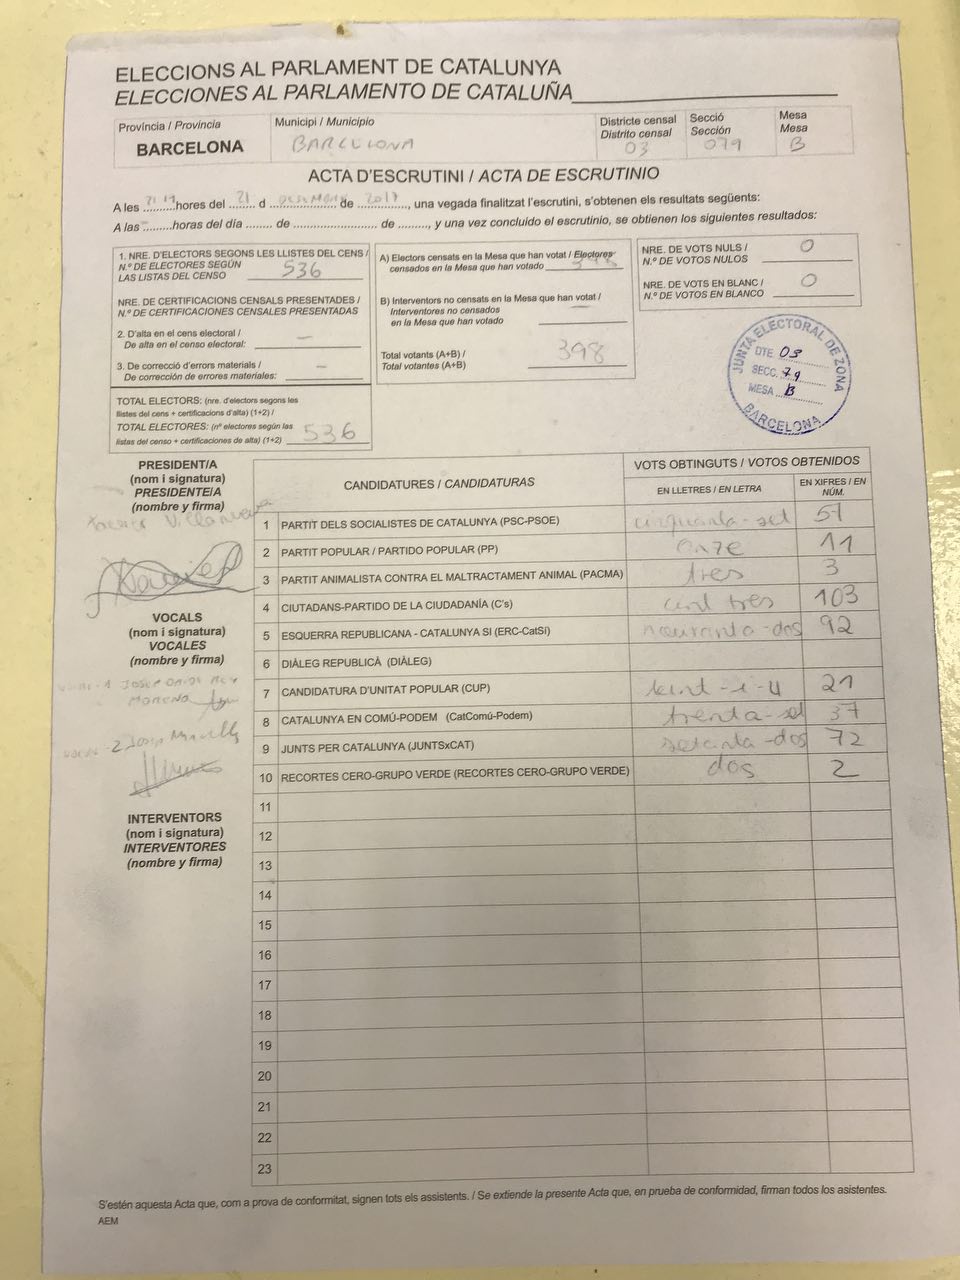 ELECCIONS AL PARLAMENT DE CATALUNYA
ELECCIONES AL PARLAMENTO DE CATALUÑA
Província / Provincia
BARCELONA
Municipi / Municipio
BARCELONA
Districte censal
Distrito censal
03
Secció
Sección
079
Mesa
Mesa
B
ACTA D'ESCRUTINI / ACTA DE ESCRUTINIO
A les ..........hores del 21 d .................... de 2017, una vegada finalitzat l'escrutini, s'obtenen els resultats següents:
A las .........horas del día ....... de ........................ de ........., y una vez concluido el escrutinio, se obtienen los siguientes resultados:
1. NRE. D'ELECTORS SEGONS LES LLISTES DEL CENS /
N.º DE ELECTORES SEGÚN
LAS LISTAS DEL CENSO 536
NRE. DE CERTIFICACIONS CENSALS PRESENTADES /
N.º DE CERTIFICACIONES CENSALES PRESENTADAS
2. D'alta en el cens electoral /
De alta en el censo electoral: —
3. De correcció d'errors materials /
De corrección de errores materiales: —
TOTAL ELECTORS: (nre. d'electors segons les
llistes del cens + certificacions d'alta) (1+2) /
TOTAL ELECTORES: (nº electores según las
listas del censo + certificaciones de alta) (1+2) 536
A) Electors censats en la Mesa que han votat / Electores
censados en la Mesa que han votado 398
B) Interventors no censats en la Mesa que han votat /
Interventores no censados
en la Mesa que han votado
Total votants (A+B) /
Total votantes (A+B) 398
NRE. DE VOTS NULS /
N.º DE VOTOS NULOS 0
NRE. DE VOTS EN BLANC /
N.º DE VOTOS EN BLANCO 0
JUNTA ELECTORAL DE ZONA
DTE. 03
SECC. 79
MESA B
BARCELONA
PRESIDENT/A
(nom i signatura)
PRESIDENTE/A
(nombre y firma)
Villanueva
VOCALS
(nom i signatura)
VOCALES
(nombre y firma)
JOSEP
MORENO
INTERVENTORS
(nom i signatura)
INTERVENTORES
(nombre y firma)
CANDIDATURES / CANDIDATURAS
VOTS OBTINGUTS / VOTOS OBTENIDOS
EN LLETRES / EN LETRA
EN XIFRES / EN NÚM.
1 PARTIT DELS SOCIALISTES DE CATALUNYA (PSC-PSOE) cinquanta-set 57
2 PARTIT POPULAR / PARTIDO POPULAR (PP) onze 11
3 PARTIT ANIMALISTA CONTRA EL MALTRACTAMENT ANIMAL (PACMA) tres 3
4 CIUTADANS-PARTIDO DE LA CIUDADANÍA (C's) cent tres 103
5 ESQUERRA REPUBLICANA - CATALUNYA SI (ERC-CatSí) nouranta-dos 92
6 DIÀLEG REPUBLICÀ (DIÀLEG)
7 CANDIDATURA D'UNITAT POPULAR (CUP) vint-i-u 21
8 CATALUNYA EN COMÚ-PODEM (CatComú-Podem) trenta-set 37
9 JUNTS PER CATALUNYA (JUNTSxCAT) setanta-dos 72
10 RECORTES CERO-GRUPO VERDE (RECORTES CERO-GRUPO VERDE) dos 2
11
12
13
14
15
16
17
18
19
20
21
22
23
S'estén aquesta Acta que, com a prova de conformitat, signen tots els assistents. / Se extiende la presente Acta que, en prueba de conformidad, firman todos los asistentes.
AEM